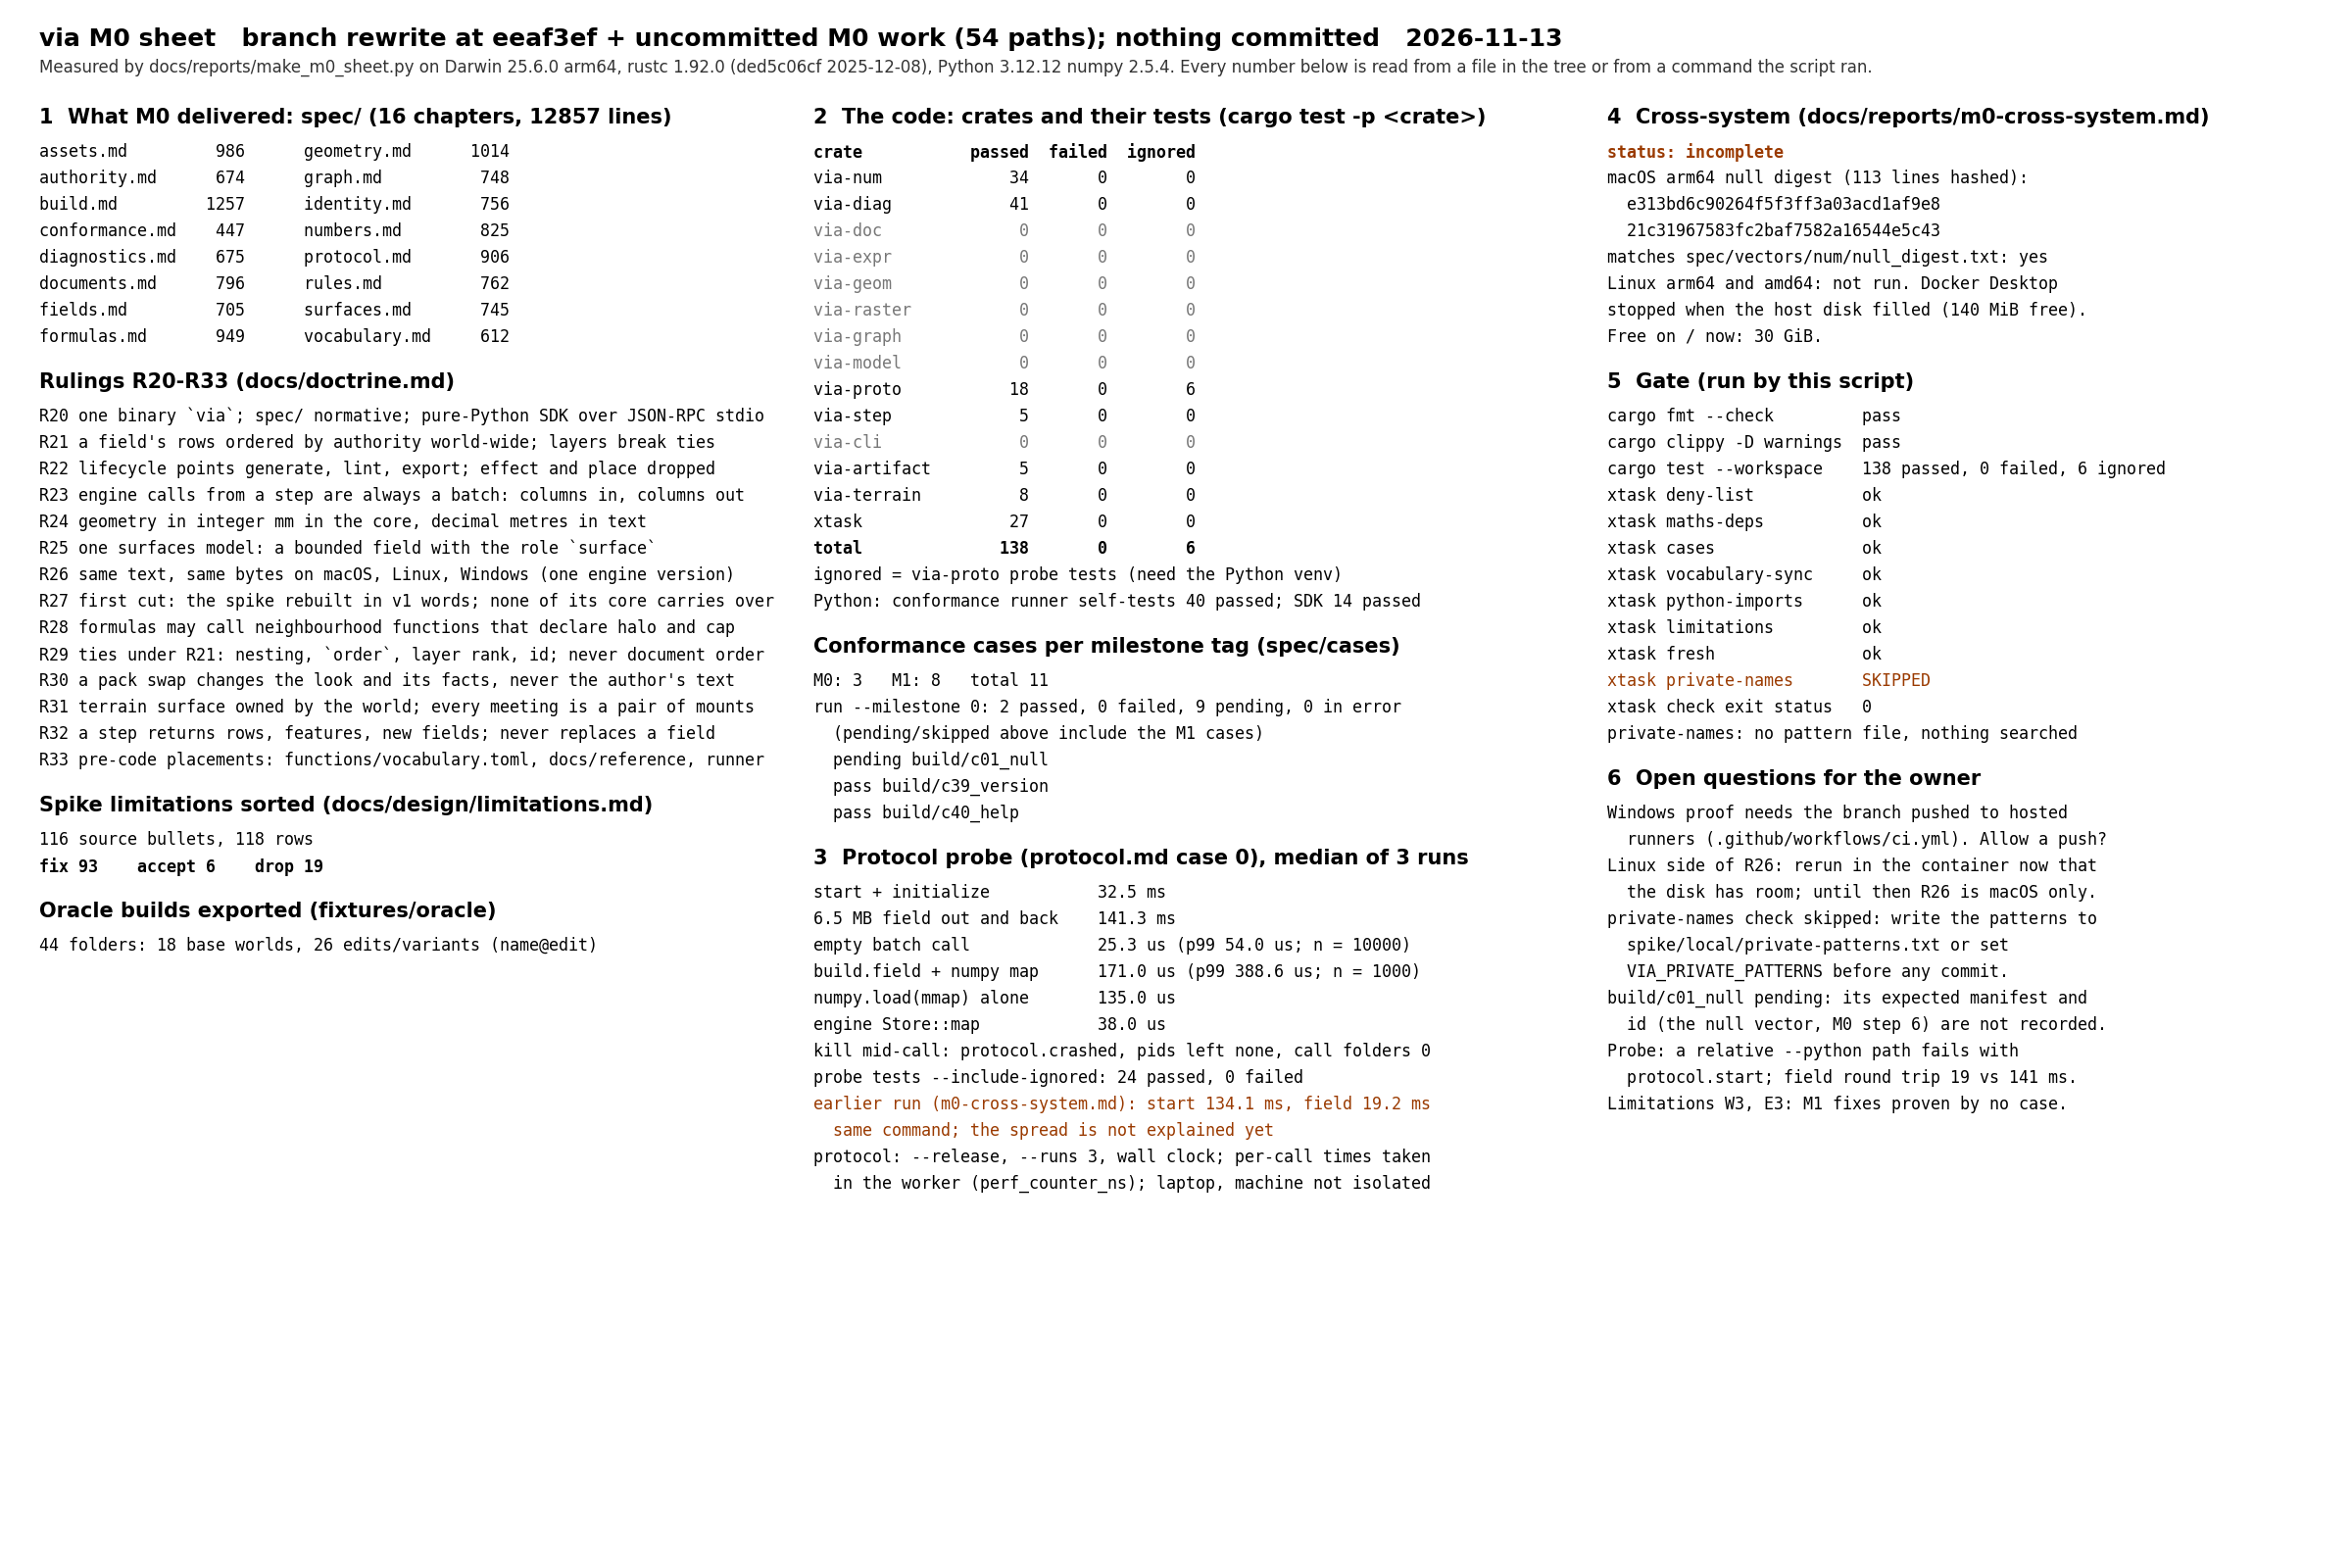 via M0 sheet   branch rewrite at eeaf3ef + uncommitted M0 work (54 paths); nothing committed   2026-11-13
Measured by docs/reports/make_m0_sheet.py on Darwin 25.6.0 arm64, rustc 1.92.0 (ded5c06cf 2025-12-08), Python 3.12.12 numpy 2.5.4. Every number below is read from a file in the tree or from a command the script ran.
1  What M0 delivered: spec/ (16 chapters, 12857 lines)
assets.md         986      geometry.md      1014
authority.md      674      graph.md          748
build.md         1257      identity.md       756
conformance.md    447      numbers.md        825
diagnostics.md    675      protocol.md       906
documents.md      796      rules.md          762
fields.md         705      surfaces.md       745
formulas.md       949      vocabulary.md     612
Rulings R20-R33 (docs/doctrine.md)
R20 one binary `via`; spec/ normative; pure-Python SDK over JSON-RPC stdio
R21 a field's rows ordered by authority world-wide; layers break ties
R22 lifecycle points generate, lint, export; effect and place dropped
R23 engine calls from a step are always a batch: columns in, columns out
R24 geometry in integer mm in the core, decimal metres in text
R25 one surfaces model: a bounded field with the role `surface`
R26 same text, same bytes on macOS, Linux, Windows (one engine version)
R27 first cut: the spike rebuilt in v1 words; none of its core carries over
R28 formulas may call neighbourhood functions that declare halo and cap
R29 ties under R21: nesting, `order`, layer rank, id; never document order
R30 a pack swap changes the look and its facts, never the author's text
R31 terrain surface owned by the world; every meeting is a pair of mounts
R32 a step returns rows, features, new fields; never replaces a field
R33 pre-code placements: functions/vocabulary.toml, docs/reference, runner
Spike limitations sorted (docs/design/limitations.md)
116 source bullets, 118 rows
fix 93    accept 6    drop 19
Oracle builds exported (fixtures/oracle)
44 folders: 18 base worlds, 26 edits/variants (name@edit)
2  The code: crates and their tests (cargo test -p <crate>)
crate           passed  failed  ignored
via-num             34       0        0
via-diag            41       0        0
via-doc              0       0        0
via-expr             0       0        0
via-geom             0       0        0
via-raster           0       0        0
via-graph            0       0        0
via-model            0       0        0
via-proto           18       0        6
via-step             5       0        0
via-cli              0       0        0
via-artifact         5       0        0
via-terrain          8       0        0
xtask               27       0        0
total              138       0        6
ignored = via-proto probe tests (need the Python venv)
Python: conformance runner self-tests 40 passed; SDK 14 passed
Conformance cases per milestone tag (spec/cases)
M0: 3   M1: 8   total 11
run --milestone 0: 2 passed, 0 failed, 9 pending, 0 in error
(pending/skipped above include the M1 cases)
pending build/c01_null
pass build/c39_version
pass build/c40_help
3  Protocol probe (protocol.md case 0), median of 3 runs
start + initialize           32.5 ms
6.5 MB field out and back    141.3 ms
empty batch call             25.3 us (p99 54.0 us; n = 10000)
build.field + numpy map      171.0 us (p99 388.6 us; n = 1000)
numpy.load(mmap) alone       135.0 us
engine Store::map            38.0 us
kill mid-call: protocol.crashed, pids left none, call folders 0
probe tests --include-ignored: 24 passed, 0 failed
earlier run (m0-cross-system.md): start 134.1 ms, field 19.2 ms
same command; the spread is not explained yet
protocol: --release, --runs 3, wall clock; per-call times taken
in the worker (perf_counter_ns); laptop, machine not isolated
4  Cross-system (docs/reports/m0-cross-system.md)
status: incomplete
macOS arm64 null digest (113 lines hashed):
e313bd6c90264f5f3ff3a03acd1af9e8
21c31967583fc2baf7582a16544e5c43
matches spec/vectors/num/null_digest.txt: yes
Linux arm64 and amd64: not run. Docker Desktop
stopped when the host disk filled (140 MiB free).
Free on / now: 30 GiB.
5  Gate (run by this script)
cargo fmt --check         pass
cargo clippy -D warnings  pass
cargo test --workspace    138 passed, 0 failed, 6 ignored
xtask deny-list           ok
xtask maths-deps          ok
xtask cases               ok
xtask vocabulary-sync     ok
xtask python-imports      ok
xtask limitations         ok
xtask fresh               ok
xtask private-names       SKIPPED
xtask check exit status   0
private-names: no pattern file, nothing searched
6  Open questions for the owner
Windows proof needs the branch pushed to hosted
runners (.github/workflows/ci.yml). Allow a push?
Linux side of R26: rerun in the container now that
the disk has room; until then R26 is macOS only.
private-names check skipped: write the patterns to
spike/local/private-patterns.txt or set
VIA_PRIVATE_PATTERNS before any commit.
build/c01_null pending: its expected manifest and
id (the null vector, M0 step 6) are not recorded.
Probe: a relative --python path fails with
protocol.start; field round trip 19 vs 141 ms.
Limitations W3, E3: M1 fixes proven by no case.